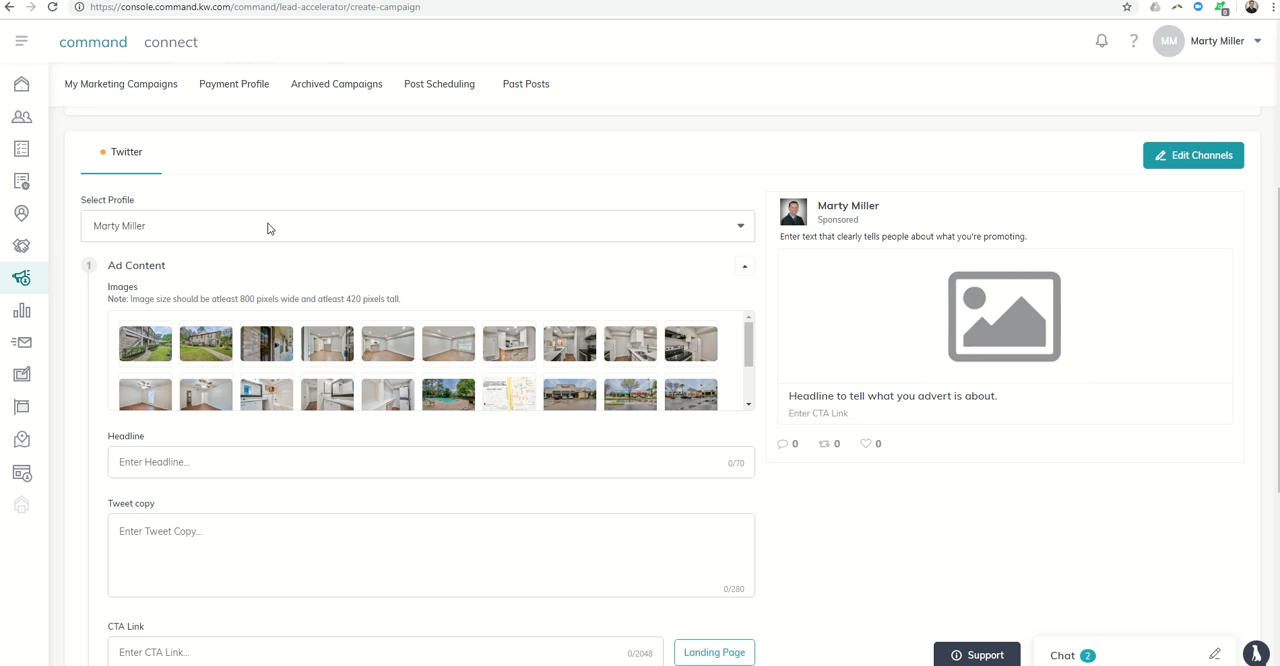 https://console.command.kw.com/command/lead-accelerator/create-campaign
command connect
MM Marty Miller
My Marketing Campaigns Payment Profile Archived Campaigns Post Scheduling Past Posts
Twitter
Edit Channels
Select Profile
Marty Miller
1 Ad Content
Images
Note: Image size should be atleast 800 pixels wide and atleast 420 pixels tall.
Headline
Enter Headline... 0/70
Tweet copy
Enter Tweet Copy...
0/280
CTA Link
Enter CTA Link... 0/2048 Landing Page
Marty Miller
Sponsored
Enter text that clearly tells people about what you're promoting.
Headline to tell what you advert is about.
Enter CTA Link
0 0 0
Support
Chat 2